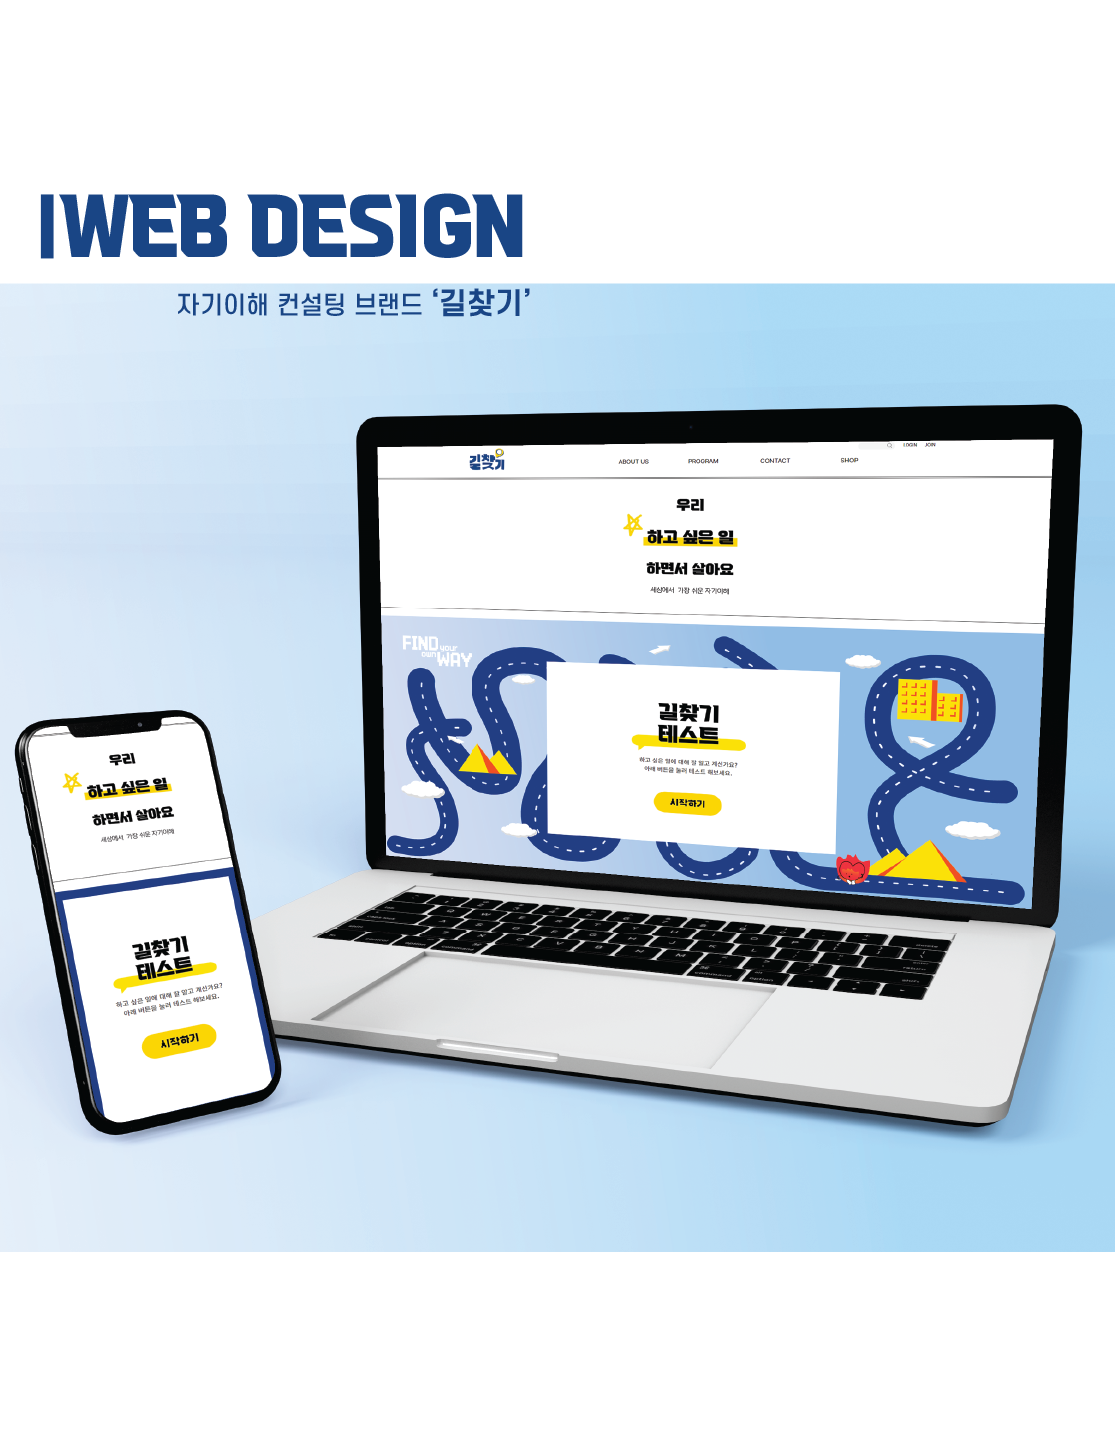 WEB DESIGN
자기이해 컨설팅 브랜드 ‘길찾기’
LOGIN JOIN
길찾기
ABOUT US PROGRAM CONTACT SHOP
우리
하고 싶은 일
하면서 살아요
세상에서 가장 쉬운 자기이해
FIND your
own WAY
길찾기
테스트
하고 싶은 일에 대해 잘 알고 계신가요?
아래 버튼을 눌러 테스트 해보세요.
시작하기
우리
하고 싶은 일
하면서 살아요
세상에서 가장 쉬운 자기이해
길찾기
테스트
하고 싶은 일에 대해 잘 알고 계신가요?
아래 버튼을 눌러 테스트 해보세요.
시작하기